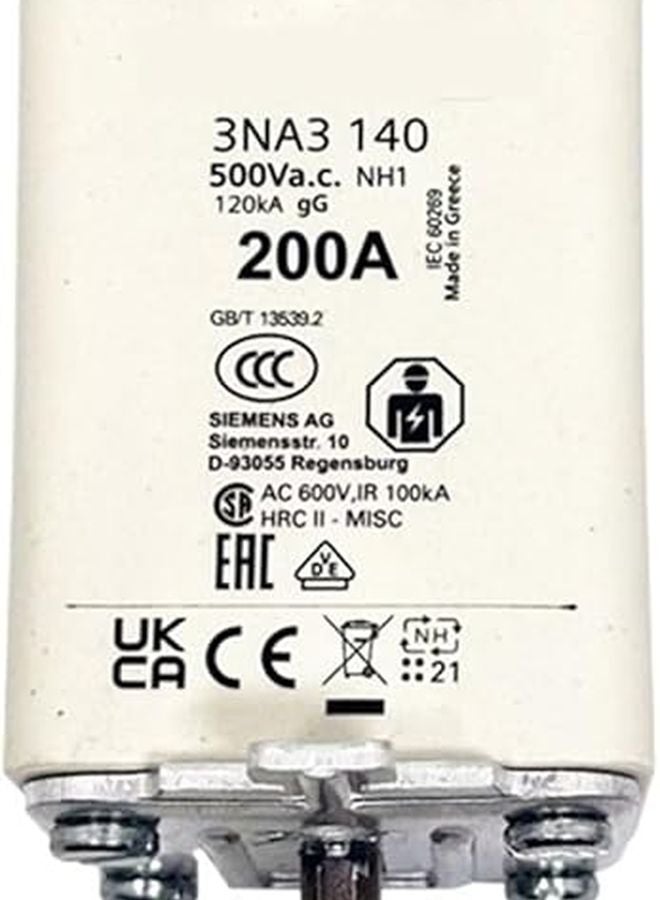 3NA3 140
500Va.c. NH1
120kA gG
200A
IEC 60269
Made in Greece
GB/T 13539.2
CCC
SIEMENS AG
Siemensstr. 10
D-93055 Regensburg
SA AC 600V,IR 100kA
HRC II - MISC
EAC
VDE
UK
CA CE
NH
21